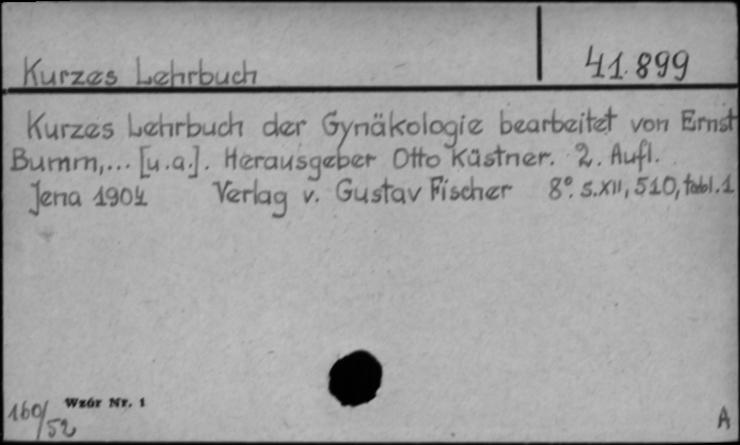 Kurzes Lehrbuch
41.899
Kurzes Lehrbuch der Gynäkologie bearbeitet von Ernst
Bumm,... [u.a.]. Herausgeber Otto Küstner. 2. Aufl.
Jena 1904 Verlag v. Gustav Fischer 8°. s.XII, 510, tabl.1
160/52
Wzór Nr. 1
A